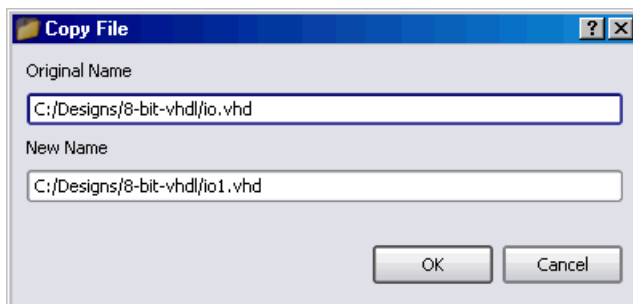 Copy File
Original Name
C:/Designs/8-bit-vhdl/io.vhd
New Name
C:/Designs/8-bit-vhdl/io1.vhd
OK Cancel